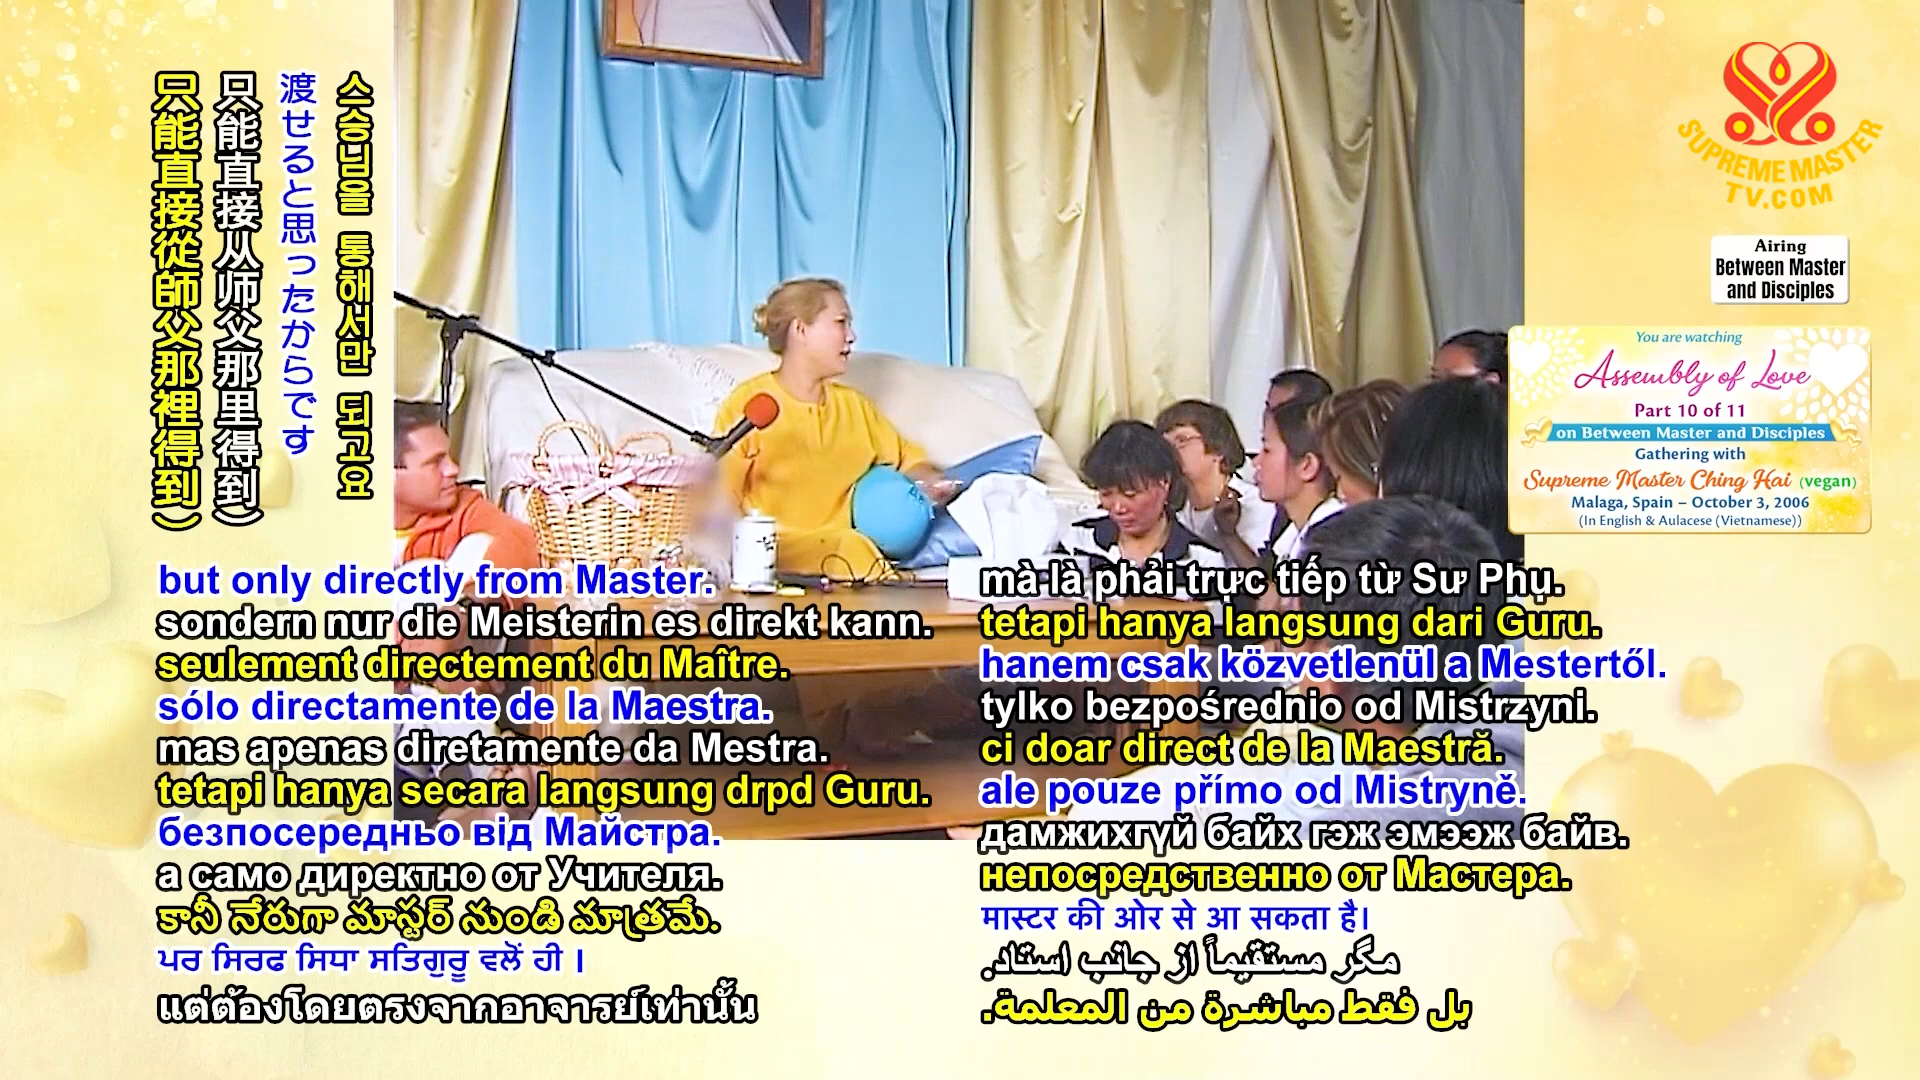 스승님을 통해서만 되고요
渡せると思ったからです
只能直接从师父那里得到）
只能直接從師父那裡得到）
SUPREME MASTER
TV.COM
Airing
Between Master
and Disciples
You are watching
Assembly of Love
Part 10 of 11
on Between Master and Disciples
Gathering with
Supreme Master Ching Hai (vegan)
Malaga, Spain – October 3, 2006
(In English & Aulacese (Vietnamese))
but only directly from Master.
sondern nur die Meisterin es direkt kann.
seulement directement du Maître.
sólo directamente de la Maestra.
mas apenas diretamente da Mestra.
tetapi hanya secara langsung drpd Guru.
безпосередньо від Майстра.
а само директно от Учителя.
కానీ నేరుగా మాస్టర్ నుండి మాత్రమే.
ਪਰ ਸਿਰਫ ਸਿਧਾ ਸਤਿਗੁਰੂ ਵਲੋਂ ਹੀ ।
แต่ต้องโดยตรงจากอาจารย์เท่านั้น
mà là phải trực tiếp từ Sư Phụ.
tetapi hanya langsung dari Guru.
hanem csak közvetlenül a Mestertől.
tylko bezpośrednio od Mistrzyni.
ci doar direct de la Maestră.
ale pouze přímo od Mistryně.
дамжихгүй байх гэж эмээж байв.
непосредственно от Мастера.
मास्टर की ओर से आ सकता है।
مگر مستقیماً از جانب استاد.
بل فقط مباشرة من المعلمة.